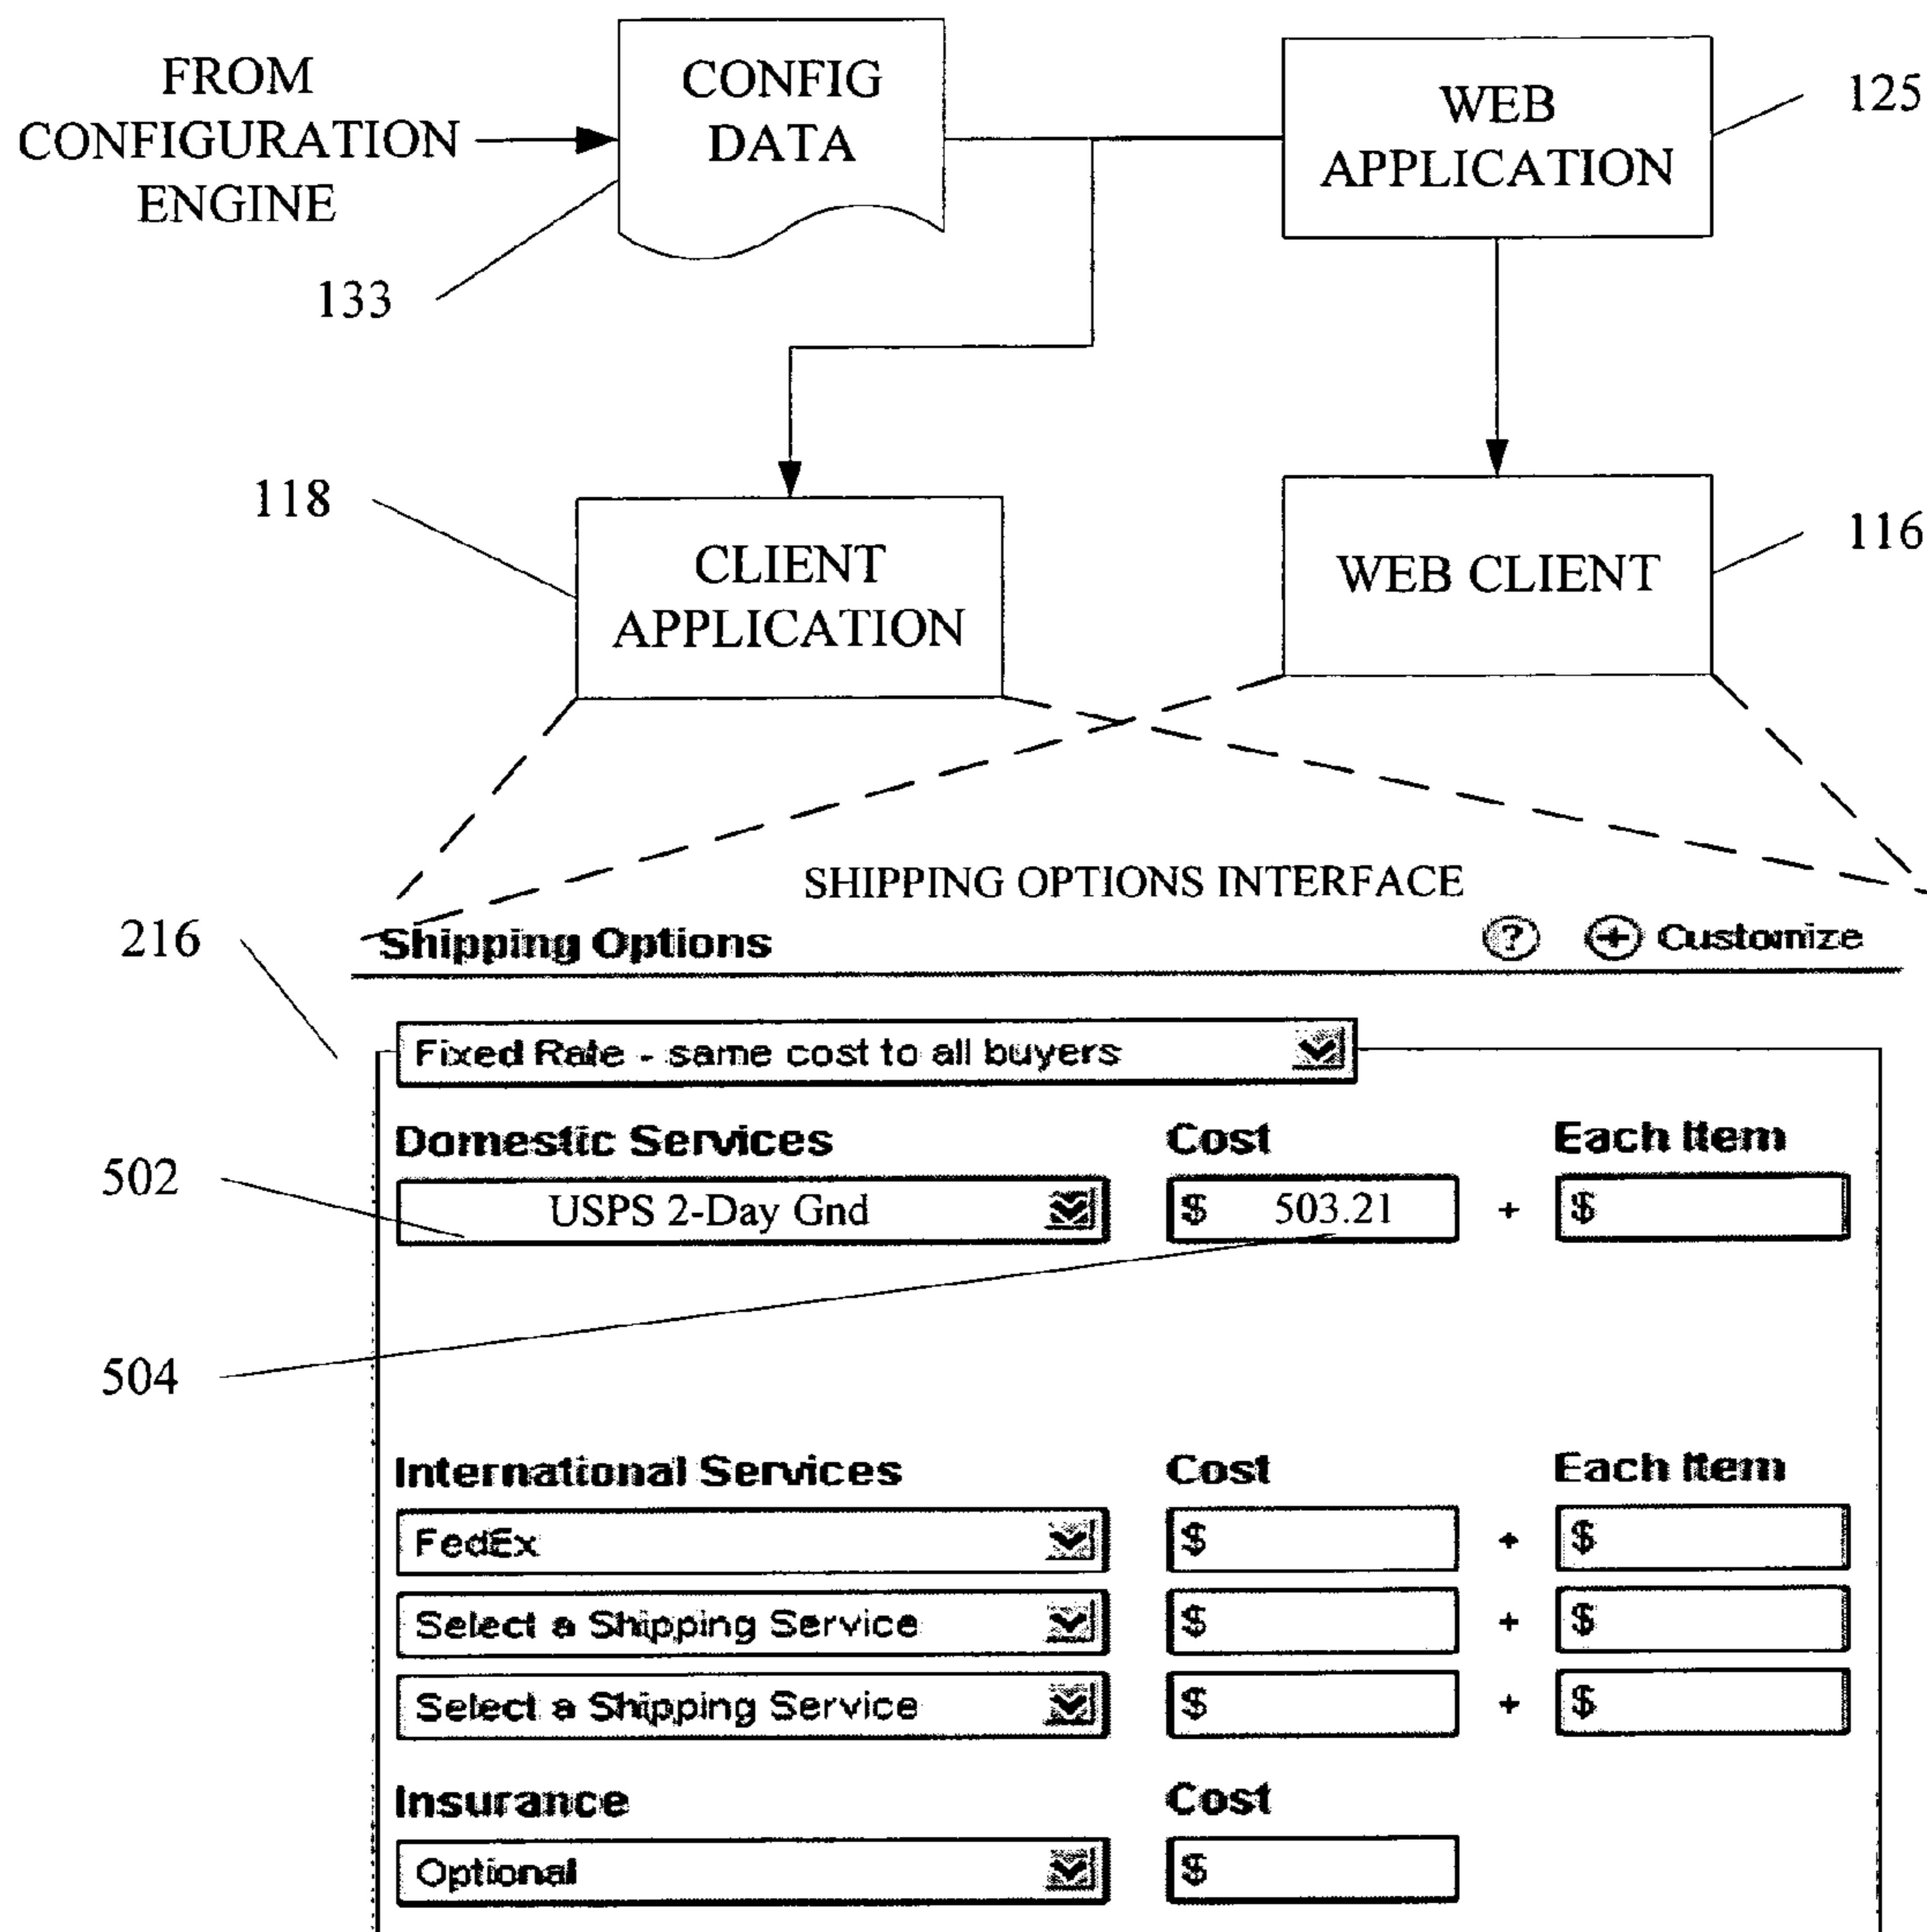 FROM
CONFIGURATION
ENGINE
CONFIG
DATA
WEB
APPLICATION
125
133
118
CLIENT
APPLICATION
WEB CLIENT
116
SHIPPING OPTIONS INTERFACE
216
Shipping Options ? + Customize
Fixed Rate - same cost to all buyers
Domestic Services Cost Each Item
502
USPS 2-Day Gnd $ 503.21 + $
504
International Services Cost Each Item
FedEx $ + $
Select a Shipping Service $ + $
Select a Shipping Service $ + $
Insurance Cost
Optional $